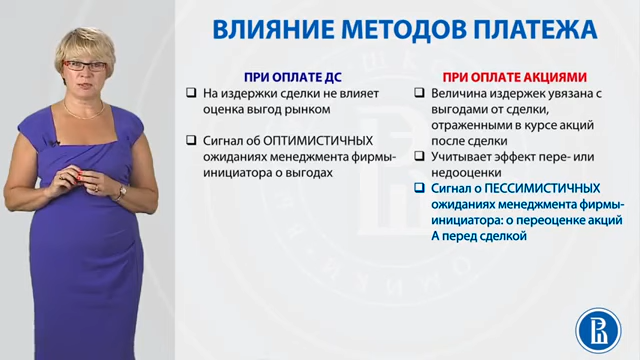 ВЛИЯНИЕ МЕТОДОВ ПЛАТЕЖА
ПРИ ОПЛАТЕ ДС
На издержки сделки не влияет
оценка выгод рынком
Сигнал об ОПТИМИСТИЧНЫХ
ожиданиях менеджмента фирмы-
инициатора о выгодах
ПРИ ОПЛАТЕ АКЦИЯМИ
Величина издержек увязана с
выгодами от сделки,
отраженными в курсе акций
после сделки
Учитывает эффект пере- или
недооценки
Сигнал о ПЕССИМИСТИЧНЫХ
ожиданиях менеджмента фирмы-
инициатора: о переоценке акций
А перед сделкой